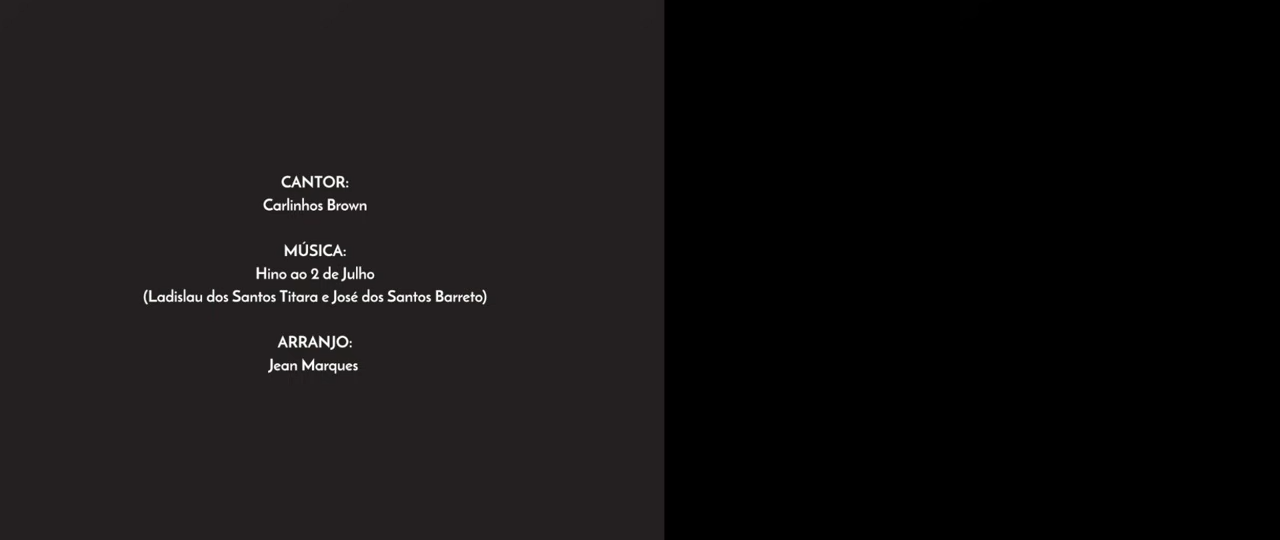 CANTOR:
Carlinhos Brown
MÚSICA:
Hino ao 2 de Julho
(Ladislau dos Santos Titara e José dos Santos Barreto)
ARRANJO:
Jean Marques